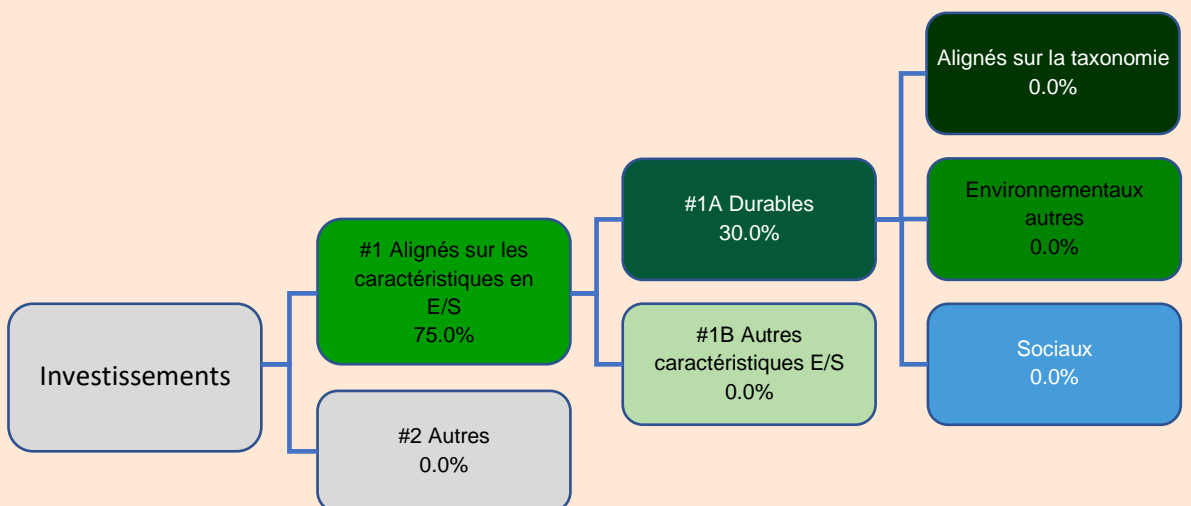 Investissements
#1 Alignés sur les
caractéristiques en
E/S
75.0%
#2 Autres
0.0%
#1A Durables
30.0%
#1B Autres
caractéristiques E/S
0.0%
Alignés sur la taxonomie
0.0%
Environnementaux
autres
0.0%
Sociaux
0.0%